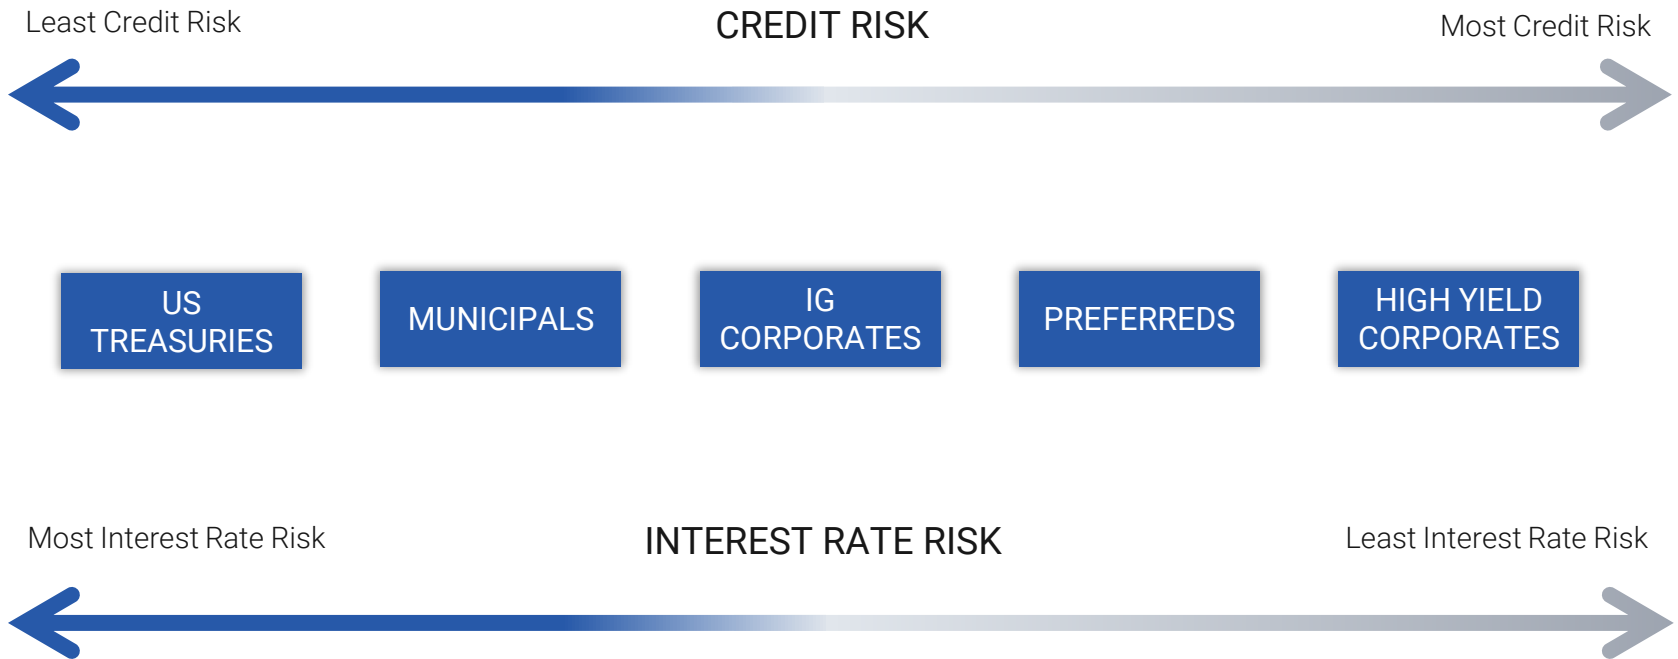 Least Credit Risk
CREDIT RISK
Most Credit Risk
US
TREASURIES
MUNICIPALS
IG
CORPORATES
PREFERREDS
HIGH YIELD
CORPORATES
Most Interest Rate Risk
INTEREST RATE RISK
Least Interest Rate Risk